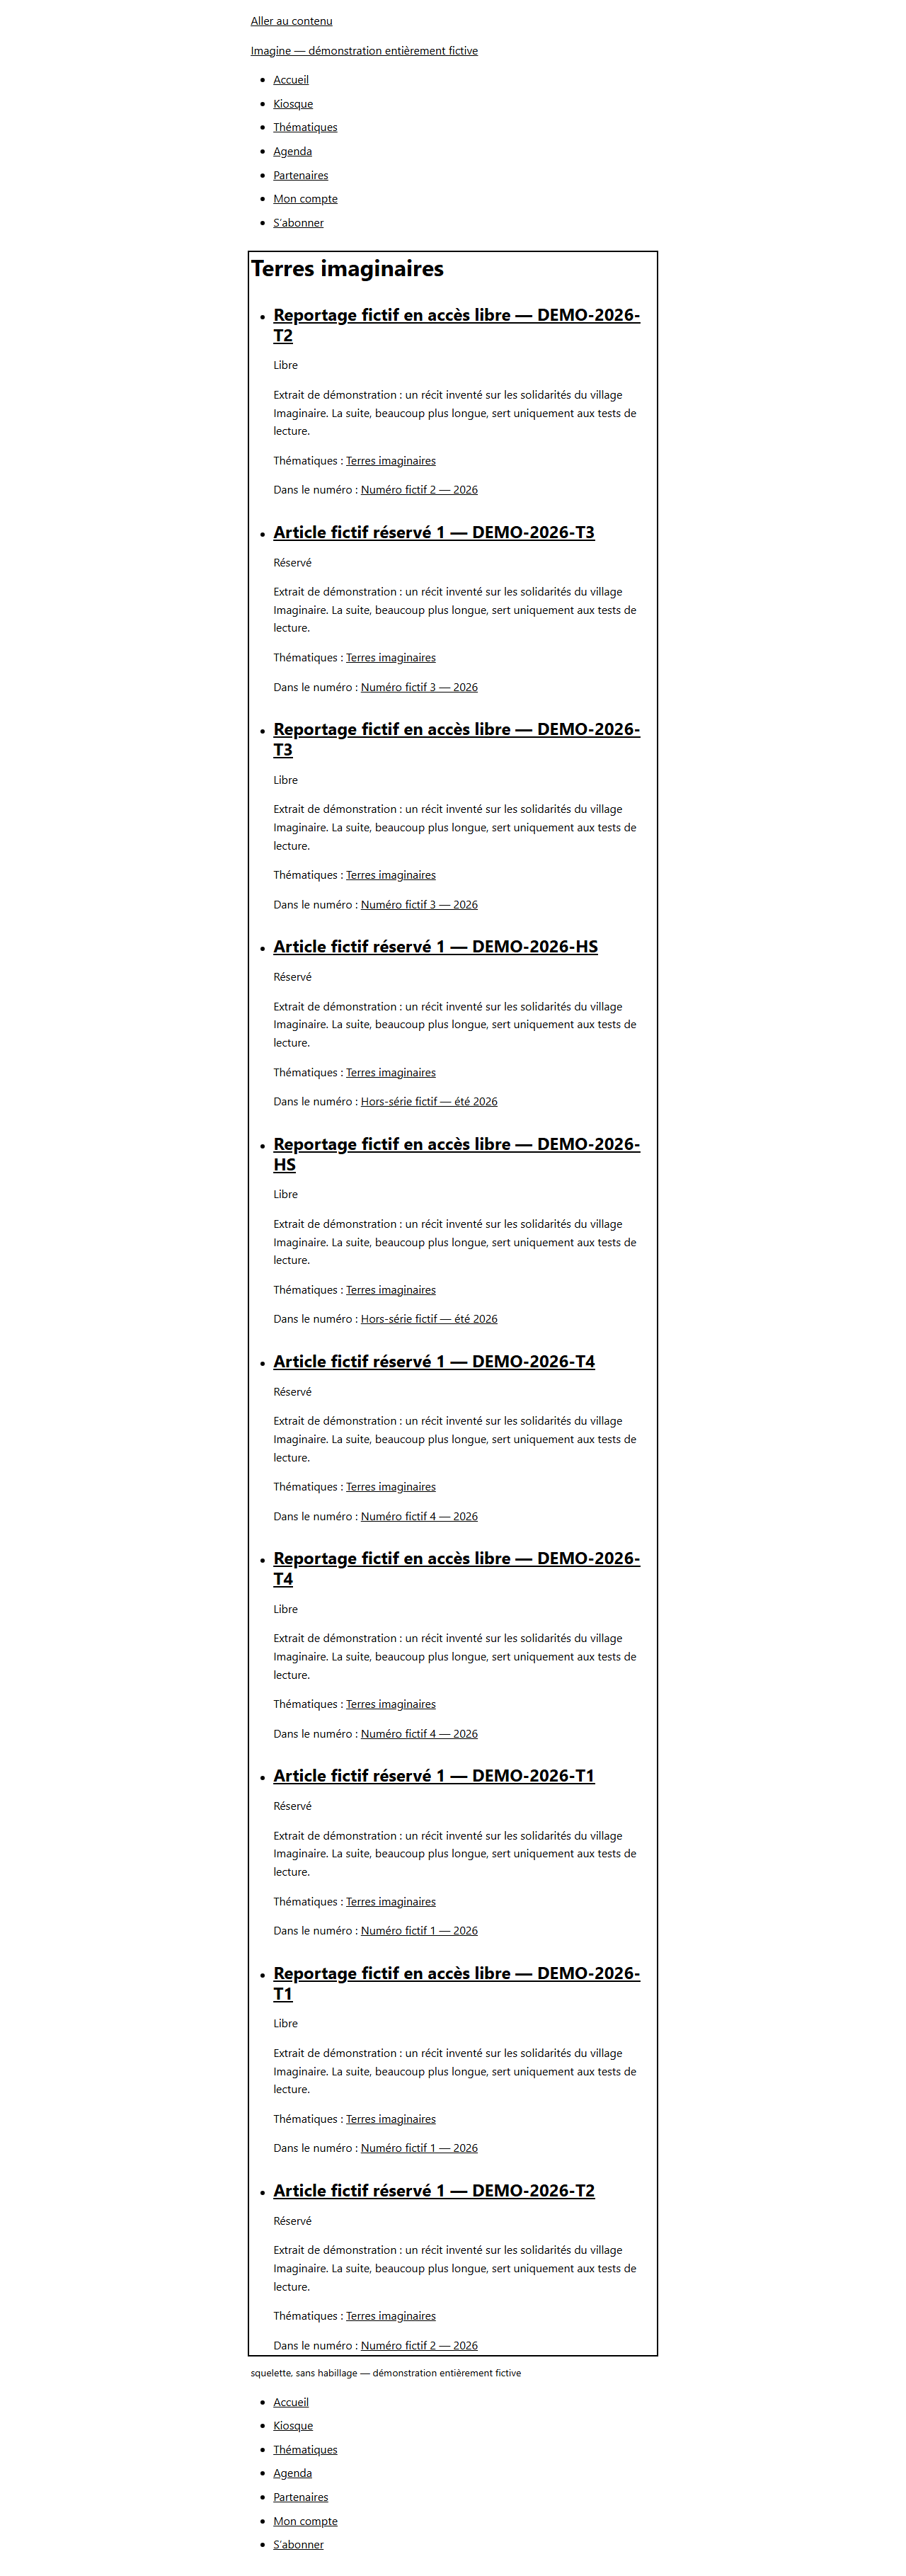 Aller au contenu
Imagine — démonstration entièrement fictive
Accueil
Kiosque
Thématiques
Agenda
Partenaires
Mon compte
S'abonner
Terres imaginaires
Reportage fictif en accès libre — DEMO-2026-
T2
Libre
Extrait de démonstration : un récit inventé sur les solidarités du village
Imaginaire. La suite, beaucoup plus longue, sert uniquement aux tests de
lecture.
Thématiques : Terres imaginaires
Dans le numéro : Numéro fictif 2 — 2026
Article fictif réservé 1 — DEMO-2026-T3
Réservé
Extrait de démonstration : un récit inventé sur les solidarités du village
Imaginaire. La suite, beaucoup plus longue, sert uniquement aux tests de
lecture.
Thématiques : Terres imaginaires
Dans le numéro : Numéro fictif 3 — 2026
Reportage fictif en accès libre — DEMO-2026-
T3
Libre
Extrait de démonstration : un récit inventé sur les solidarités du village
Imaginaire. La suite, beaucoup plus longue, sert uniquement aux tests de
lecture.
Thématiques : Terres imaginaires
Dans le numéro : Numéro fictif 3 — 2026
Article fictif réservé 1 — DEMO-2026-HS
Réservé
Extrait de démonstration : un récit inventé sur les solidarités du village
Imaginaire. La suite, beaucoup plus longue, sert uniquement aux tests de
lecture.
Thématiques : Terres imaginaires
Dans le numéro : Hors-série fictif — été 2026
Reportage fictif en accès libre — DEMO-2026-
HS
Libre
Extrait de démonstration : un récit inventé sur les solidarités du village
Imaginaire. La suite, beaucoup plus longue, sert uniquement aux tests de
lecture.
Thématiques : Terres imaginaires
Dans le numéro : Hors-série fictif — été 2026
Article fictif réservé 1 — DEMO-2026-T4
Réservé
Extrait de démonstration : un récit inventé sur les solidarités du village
Imaginaire. La suite, beaucoup plus longue, sert uniquement aux tests de
lecture.
Thématiques : Terres imaginaires
Dans le numéro : Numéro fictif 4 — 2026
Reportage fictif en accès libre — DEMO-2026-
T4
Libre
Extrait de démonstration : un récit inventé sur les solidarités du village
Imaginaire. La suite, beaucoup plus longue, sert uniquement aux tests de
lecture.
Thématiques : Terres imaginaires
Dans le numéro : Numéro fictif 4 — 2026
Article fictif réservé 1 — DEMO-2026-T1
Réservé
Extrait de démonstration : un récit inventé sur les solidarités du village
Imaginaire. La suite, beaucoup plus longue, sert uniquement aux tests de
lecture.
Thématiques : Terres imaginaires
Dans le numéro : Numéro fictif 1 — 2026
Reportage fictif en accès libre — DEMO-2026-
T1
Libre
Extrait de démonstration : un récit inventé sur les solidarités du village
Imaginaire. La suite, beaucoup plus longue, sert uniquement aux tests de
lecture.
Thématiques : Terres imaginaires
Dans le numéro : Numéro fictif 1 — 2026
Article fictif réservé 1 — DEMO-2026-T2
Réservé
Extrait de démonstration : un récit inventé sur les solidarités du village
Imaginaire. La suite, beaucoup plus longue, sert uniquement aux tests de
lecture.
Thématiques : Terres imaginaires
Dans le numéro : Numéro fictif 2 — 2026
squelette, sans habillage — démonstration entièrement fictive
Accueil
Kiosque
Thématiques
Agenda
Partenaires
Mon compte
S'abonner